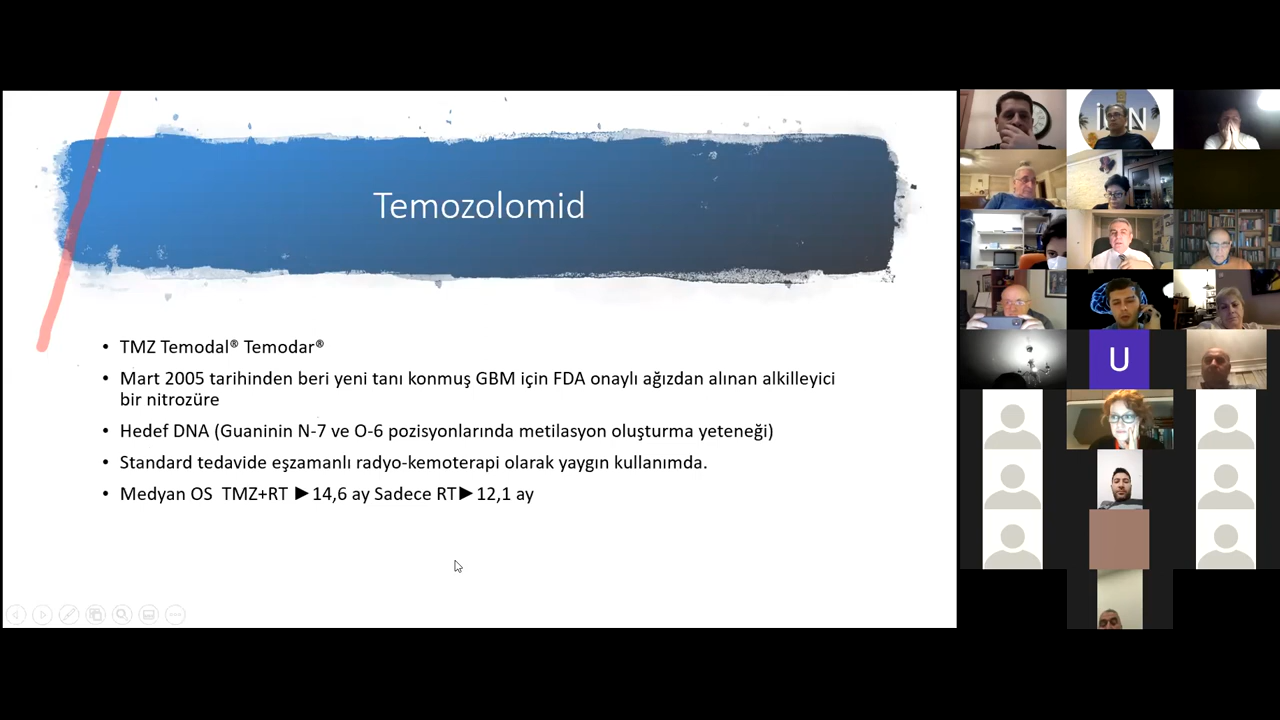 Temozolomid
• TMZ Temodal® Temodar®
• Mart 2005 tarihinden beri yeni tanı konmuş GBM için FDA onaylı ağızdan alınan alkilleyici
bir nitrozüre
• Hedef DNA (Guaninin N-7 ve O-6 pozisyonlarında metilasyon oluşturma yeteneği)
• Standard tedavide eşzamanlı radyo-kemoterapi olarak yaygın kullanımda.
• Medyan OS TMZ+RT ►14,6 ay Sadece RT►12,1 ay
U